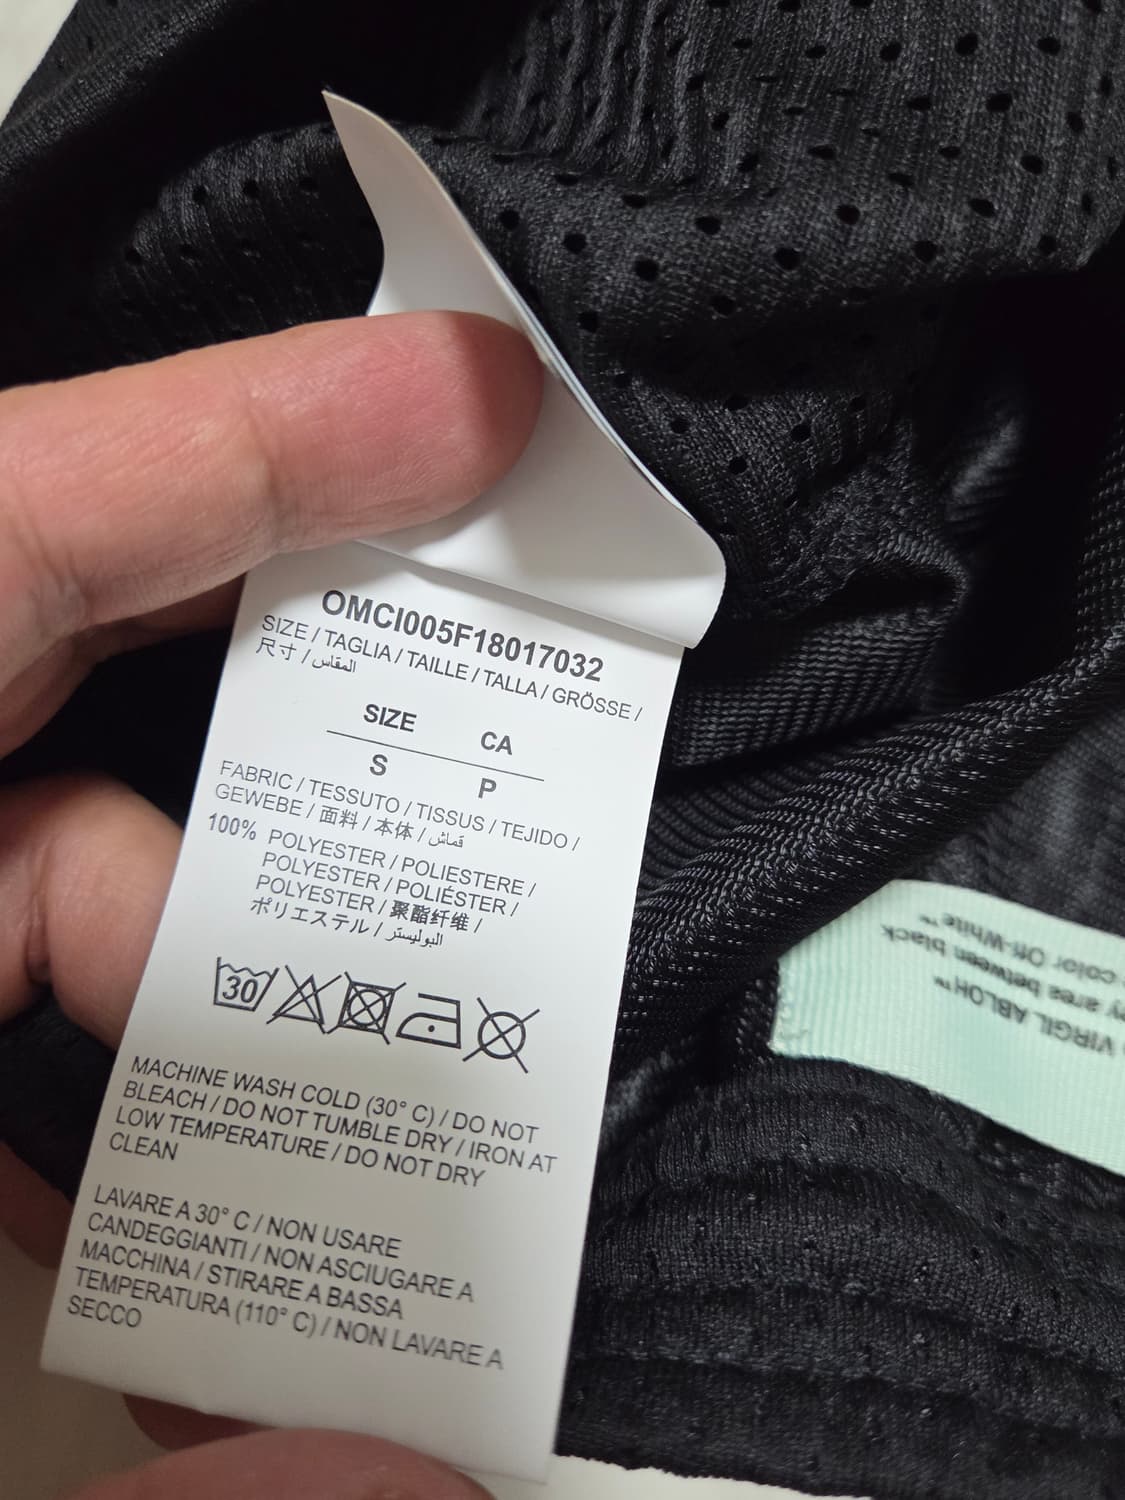 OMCI005F18017032
SIZE / TAGLIA / TAILLE / TALLA / GRÖSSE /
尺寸 / المقاس
SIZE CA
S P
FABRIC / TESSUTO / TISSUS / TEJIDO /
GEWEBE / 面料 / 本体 / قماش
100% POLYESTER / POLIESTERE /
POLYESTER / POLIÉSTER /
POLYESTER / 聚酯纤维 /
ポリエステル / البوليستر
30
MACHINE WASH COLD (30° C) / DO NOT
BLEACH / DO NOT TUMBLE DRY / IRON AT
LOW TEMPERATURE / DO NOT DRY
CLEAN
LAVARE A 30° C / NON USARE
CANDEGGIANTI / NON ASCIUGARE A
MACCHINA / STIRARE A BASSA
TEMPERATURA (110° C) / NON LAVARE A
SECCO
VIRGIL ABLOH™
area between black
color Off-White™